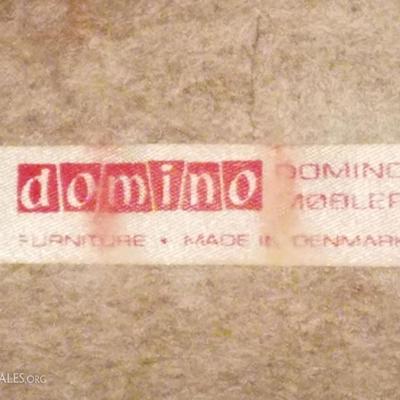 domino DOMINO
MØBLER
FURNITURE • MADE IN DENMARK
ALES.ORG